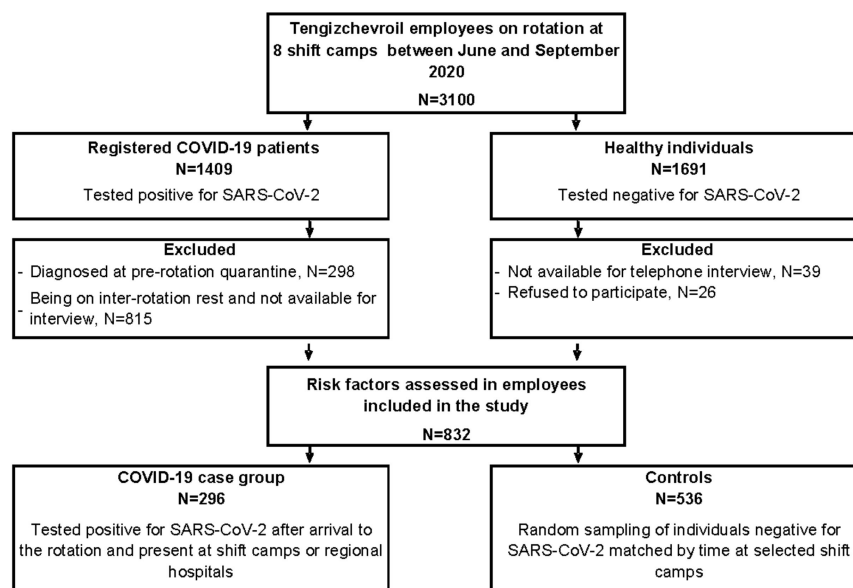 Tengizchevroil employees on rotation at
8 shift camps between June and September
2020
N=3100
Registered COVID-19 patients
N=1409
Tested positive for SARS-CoV-2
Healthy individuals
N=1691
Tested negative for SARS-CoV-2
Excluded
- Diagnosed at pre-rotation quarantine, N=298
Being on inter-rotation rest and not available for
- interview, N=815
Excluded
- Not available for telephone interview, N=39
- Refused to participate, N=26
Risk factors assessed in employees
included in the study
N=832
COVID-19 case group
N=296
Tested positive for SARS-CoV-2 after arrival to
the rotation and present at shift camps or regional
hospitals
Controls
N=536
Random sampling of individuals negative for
SARS-CoV-2 matched by time at selected shift
camps